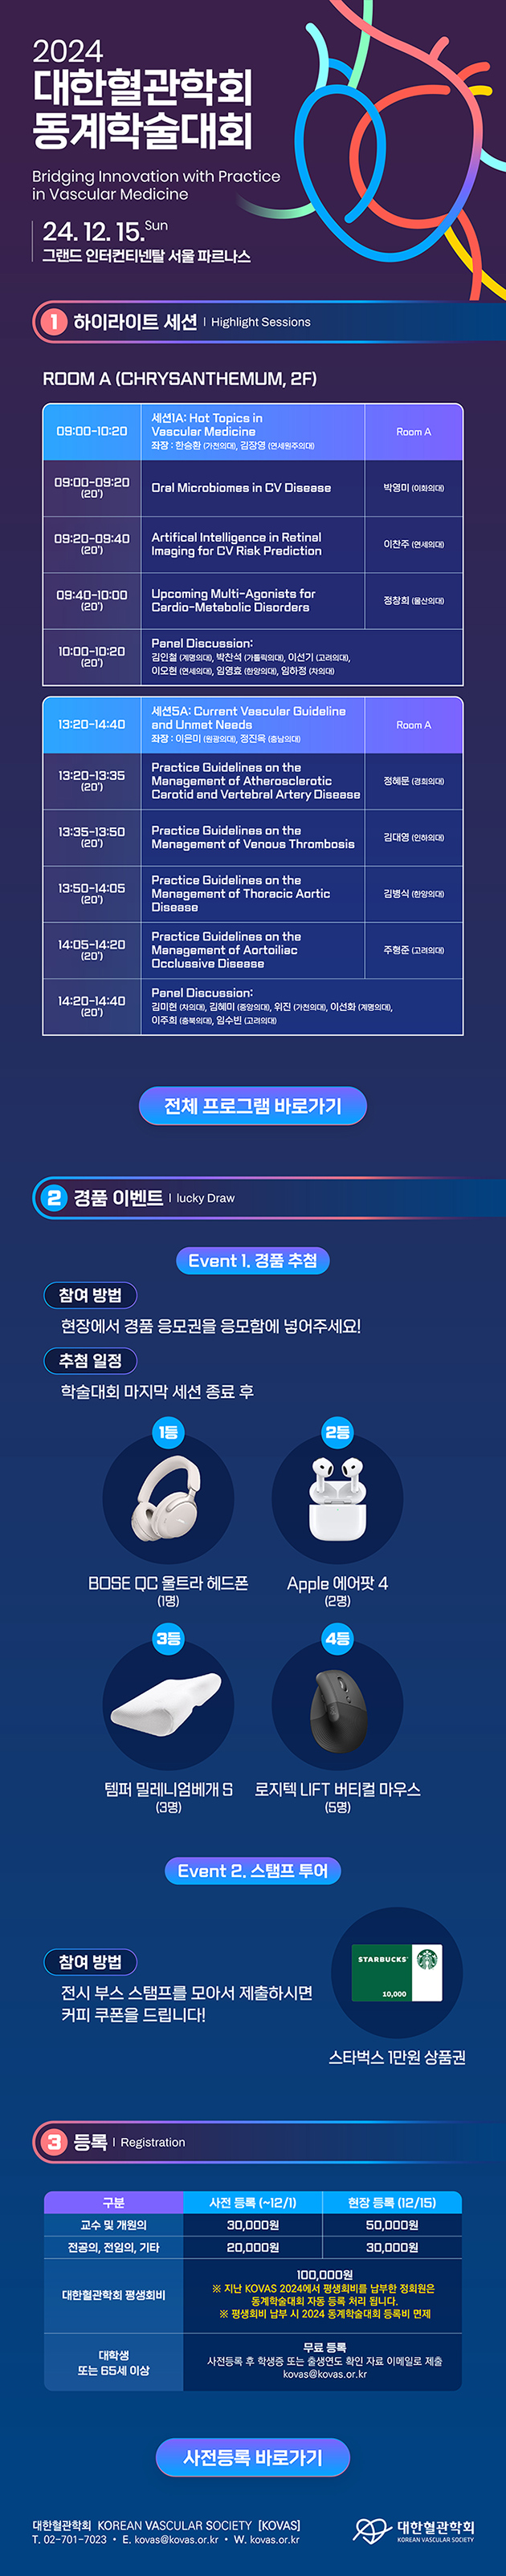 2024
대한혈관학회
동계학술대회
Bridging Innovation with Practice
in Vascular Medicine
24. 12. 15. Sun
그랜드 인터컨티넨탈 서울 파르나스
1 하이라이트 세션 | Highlight Sessions
ROOM A (CHRYSANTHEMUM, 2F)
09:00-10:20
세션1A: Hot Topics in
Vascular Medicine
좌장 : 한승환 (가천의대), 김장영 (연세원주의대)
Room A
09:00-09:20
(20')
Oral Microbiomes in CV Disease
박영미 (이화의대)
09:20-09:40
(20')
Artifical Intelligence in Retinal
Imaging for CV Risk Prediction
이찬주 (연세의대)
09:40-10:00
(20')
Upcoming Multi-Agonists for
Cardio-Metabolic Disorders
정창희 (울산의대)
10:00-10:20
(20')
Panel Discussion:
김인철 (계명의대), 박찬석 (가톨릭의대), 이선기 (고려의대),
이오현 (연세의대), 임영효 (한양의대), 임하정 (차의대)
13:20-14:40
세션5A: Current Vascular Guideline
and Unmet Needs
좌장 : 이은미 (원광의대), 정진옥 (충남의대)
Room A
13:20-13:35
(20')
Practice Guidelines on the
Management of Atherosclerotic
Carotid and Vertebral Artery Disease
정혜문 (경희의대)
13:35-13:50
(20')
Practice Guidelines on the
Management of Venous Thrombosis
김대영 (인하의대)
13:50-14:05
(20')
Practice Guidelines on the
Management of Thoracic Aortic
Disease
김병식 (한양의대)
14:05-14:20
(20')
Practice Guidelines on the
Management of Aortoiliac
Occlussive Disease
주형준 (고려의대)
14:20-14:40
(20')
Panel Discussion:
김미현 (차의대), 김혜미 (중앙의대), 위진 (가천의대), 이선화 (계명의대),
이주희 (충북의대), 임수빈 (고려의대)
전체 프로그램 바로가기
2 경품 이벤트 | lucky Draw
Event 1. 경품 추첨
참여 방법
현장에서 경품 응모권을 응모함에 넣어주세요!
추첨 일정
학술대회 마지막 세션 종료 후
1등
2등
BOSE QC 울트라 헤드폰
(1명)
Apple 에어팟 4
(2명)
3등
4등
템퍼 밀레니엄베개 S
(3명)
로지텍 LIFT 버티컬 마우스
(5명)
Event 2. 스탬프 투어
참여 방법
전시 부스 스탬프를 모아서 제출하시면
커피 쿠폰을 드립니다!
STARBUCKS
10,000
스타벅스 1만원 상품권
3 등록 | Registration
구분
사전 등록 (~12/1)
현장 등록 (12/15)
교수 및 개원의
30,000원
50,000원
전공의, 전임의, 기타
20,000원
30,000원
대한혈관학회 평생회비
100,000원
※ 지난 KOVAS 2024에서 평생회비를 납부한 정회원은
동계학술대회 자동 등록 처리 됩니다.
※ 평생회비 납부 시 2024 동계학술대회 등록비 면제
대학생
또는 65세 이상
무료 등록
사전등록 후 학생증 또는 출생연도 확인 자료 이메일로 제출
kovas@kovas.or.kr
사전등록 바로가기
대한혈관학회 KOREAN VASCULAR SOCIETY [KOVAS]
T. 02-701-7023 • E. kovas@kovas.or.kr • W. kovas.or.kr
대한혈관학회
KOREAN VASCULAR SOCIETY